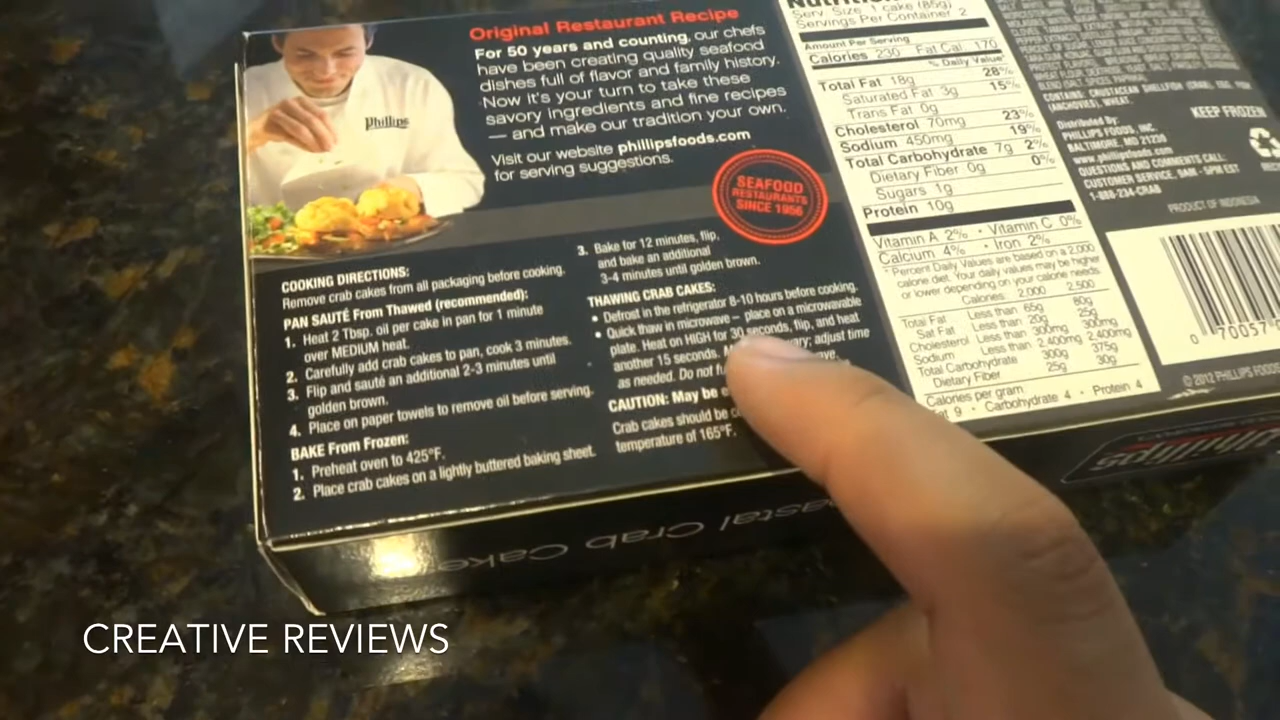 Original Restaurant Recipe
For 50 years and counting, our chefs
have been creating quality seafood
dishes full of flavor and family history.
Now it's your turn to take these
savory ingredients and fine recipes
— and make our tradition your own.
Visit our website phillipsfoods.com
for serving suggestions.
Phillips
SEAFOOD
RESTAURANTS
SINCE 1956
COOKING DIRECTIONS:
Remove crab cakes from all packaging before cooking.
PAN SAUTÉ From Thawed (recommended):
1. Heat 2 Tbsp. oil per cake in pan for 1 minute
over MEDIUM heat.
2. Carefully add crab cakes to pan, cook 3 minutes.
3. Flip and sauté an additional 2-3 minutes until
golden brown.
4. Place on paper towels to remove oil before serving.
BAKE From Frozen:
1. Preheat oven to 425°F.
2. Place crab cakes on a lightly buttered baking sheet.
3. Bake for 12 minutes, flip,
and bake an additional
3-4 minutes until golden brown.
THAWING CRAB CAKES:
• Defrost in the refrigerator 8-10 hours before cooking.
• Quick thaw in microwave – place on a microwavable
plate. Heat on HIGH for 30 seconds, flip, and heat
another 15 seconds. adjust time
as needed. Do not
CAUTION: May be
Crab cakes should be
temperature of 165°F.
Serv. Size 1 cake (85g)
Servings Per Container 2
Amount Per Serving
Calories 230 Fat Cal 170
% Daily Value*
Total Fat 18g 28%
Saturated Fat 3g 15%
Trans Fat 0g
Cholesterol 70mg 23%
Sodium 450mg 19%
Total Carbohydrate 7g 2%
Dietary Fiber 0g 0%
Sugars 1g
Protein 10g
Vitamin A 2% • Vitamin C 0%
Calcium 4% • Iron 2%
* Percent Daily Values are based on a 2,000
calorie diet. Your daily values may be higher
or lower depending on your calorie needs.
Calories: 2,000 2,500
Total Fat Less than 65g 80g
Sat Fat Less than 20g 25g
Cholesterol Less than 300mg 300mg
Sodium Less than 2,400mg 2,400mg
Total Carbohydrate 300g 375g
Dietary Fiber 25g 30g
Calories per gram:
Fat 9 • Carbohydrate 4 • Protein 4
CONTAINS: CRUSTACEAN SHELLFISH
(ANCHOVIES), WHEAT.
KEEP FROZEN
Distributed By:
PHILLIPS FOODS, INC.
BALTIMORE, MD 21230
www.phillipsfoods.com
QUESTIONS AND COMMENTS CALL:
CUSTOMER SERVICE, 9AM - 5PM EST
1-888-234-CRAB
PRODUCT OF INDONESIA
0 70057
© 2012 PHILLIPS FOODS
Phillips
Coastal Crab Cakes
CREATIVE REVIEWS